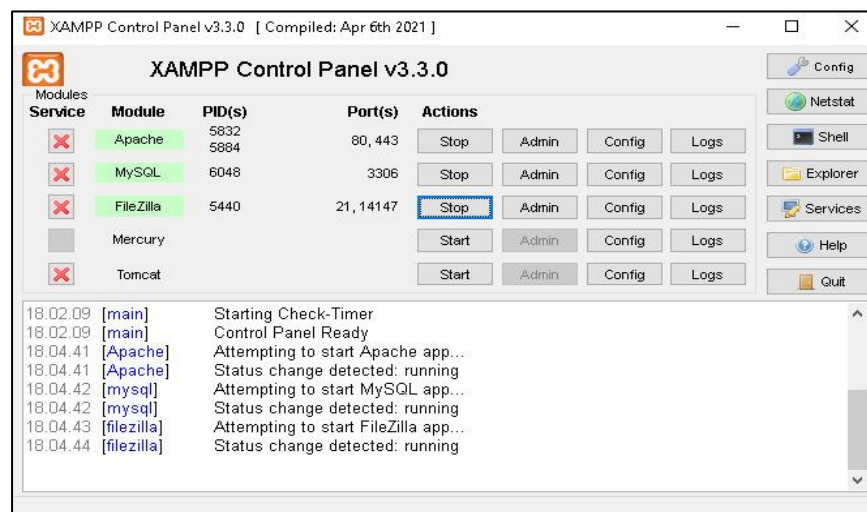 XAMPP Control Panel v3.3.0 [ Compiled: Apr 6th 2021 ]
XAMPP Control Panel v3.3.0
Config
Modules
Service Module PID(s) Port(s) Actions
Netstat
Apache 5832 5884 80, 443 Stop Admin Config Logs
Shell
MySQL 6048 3306 Stop Admin Config Logs
Explorer
FileZilla 5440 21, 14147 Stop Admin Config Logs
Services
Mercury Start Admin Config Logs
Help
Tomcat Start Admin Config Logs
Quit
18.02.09 [main] Starting Check-Timer
18.02.09 [main] Control Panel Ready
18.04.41 [Apache] Attempting to start Apache app...
18.04.41 [Apache] Status change detected: running
18.04.42 [mysql] Attempting to start MySQL app...
18.04.42 [mysql] Status change detected: running
18.04.43 [filezilla] Attempting to start FileZilla app...
18.04.44 [filezilla] Status change detected: running